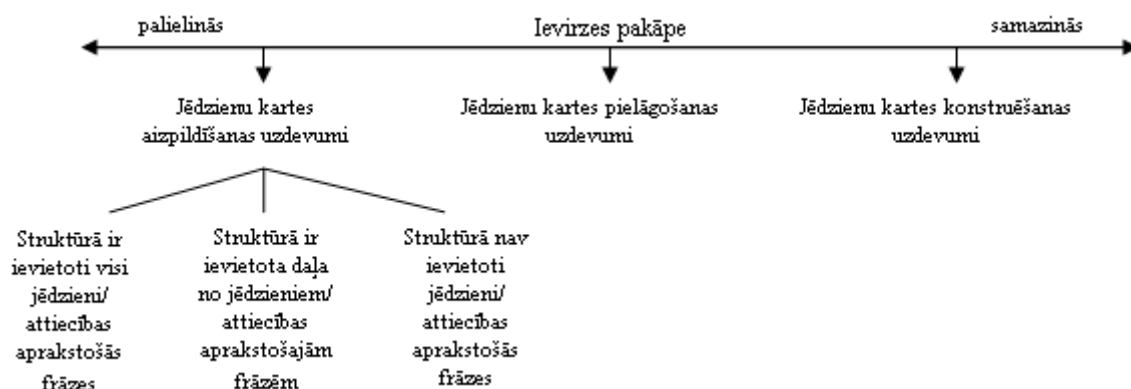 palielinās
Ievirzes pakāpe
samazinās
Jēdzienu kartes
aizpildīšanas uzdevumi
Jēdzienu kartes pielāgošanas
uzdevumi
Jēdzienu kartes konstruēšanas
uzdevumi
Struktūrā ir
ievietoti visi
jēdzieni/
attiecības
aprakstošās
frāzes
Struktūrā ir
ievietota daļa
no jēdzieniem/
attiecības
aprakstošajām
frāzēm
Struktūrā nav
ievietoti
jēdzieni/
attiecības
aprakstošās
frāzes